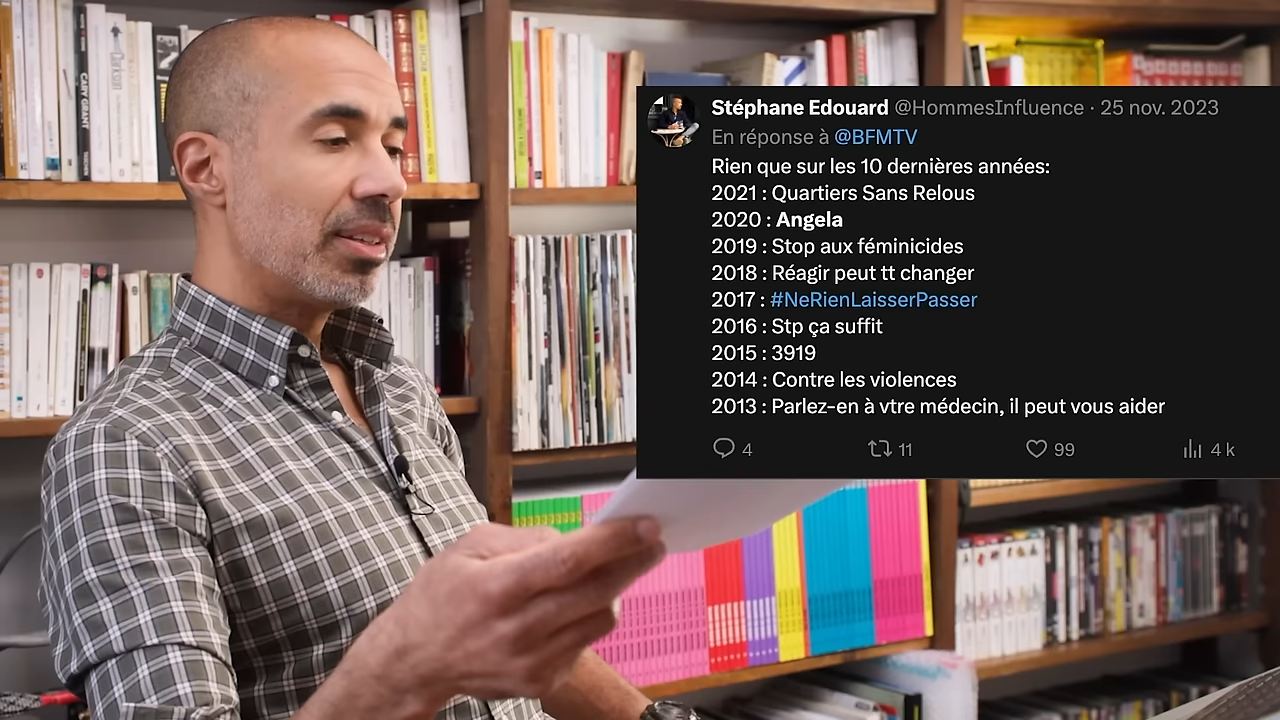 CARY GRANT
Stéphane Edouard @HommesInfluence · 25 nov. 2023
En réponse à @BFMTV
Rien que sur les 10 dernières années:
2021 : Quartiers Sans Relous
2020 : Angela
2019 : Stop aux féminicides
2018 : Réagir peut tt changer
2017 : #NeRienLaisserPasser
2016 : Stp ça suffit
2015 : 3919
2014 : Contre les violences
2013 : Parlez-en à vtre médecin, il peut vous aider
4 11 99 4 k